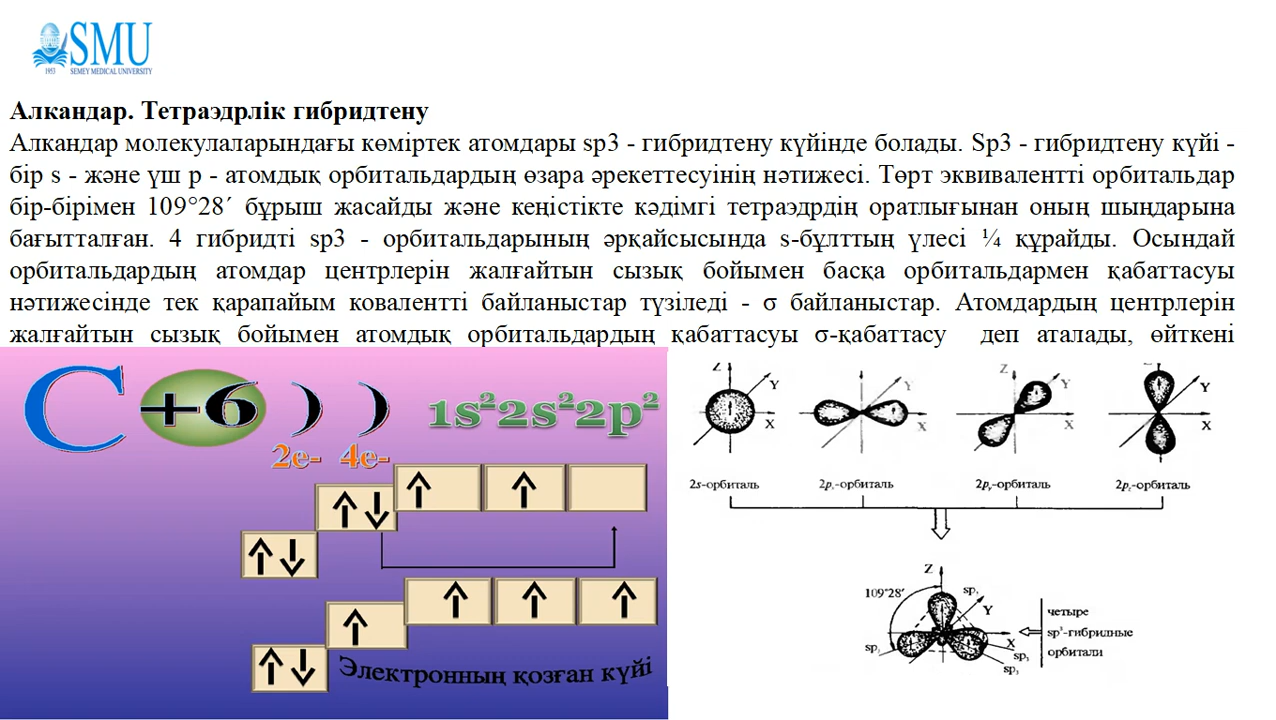 SMU
1953 SEMEY MEDICAL UNIVERSITY
Алкандар. Тетраэдрлік гибридтену
Алкандар молекулаларындағы көміртек атомдары sp3 - гибридтену күйінде болады. Sp3 - гибридтену күйі -
бір s - және үш p - атомдық орбитальдардың өзара әрекеттесуінің нәтижесі. Төрт эквивалентті орбитальдар
бір-бірімен 109°28´ бұрыш жасайды және кеңістікте кәдімгі тетраэдрдің оратлығынан оның шыңдарына
бағытталған. 4 гибридті sp3 - орбитальдарының әрқайсысында s-бұлттың үлесі ¼ құрайды. Осындай
орбитальдардың атомдар центрлерін жалғайтын сызық бойымен басқа орбитальдармен қабаттасуы
нәтижесінде тек қарапайым ковалентті байланыстар түзіледі - σ байланыстар. Атомдардың центрлерін
жалғайтын сызық бойымен атомдық орбитальдардың қабаттасуы σ-қабаттасу деп аталады, өйткені
C +6 ) ) 1s²2s²2p²
2e- 4e-
Электронның қозған күйі
Z Y X
Z Y X
Z Y X
Z Y X
2s-орбиталь 2pₓ-орбиталь 2pᵧ-орбиталь 2p_z-орбиталь
109°28′ Z sp₃ Y
X
sp₃ sp₃ sp₃
четыре
sp³-гибридные
орбитали